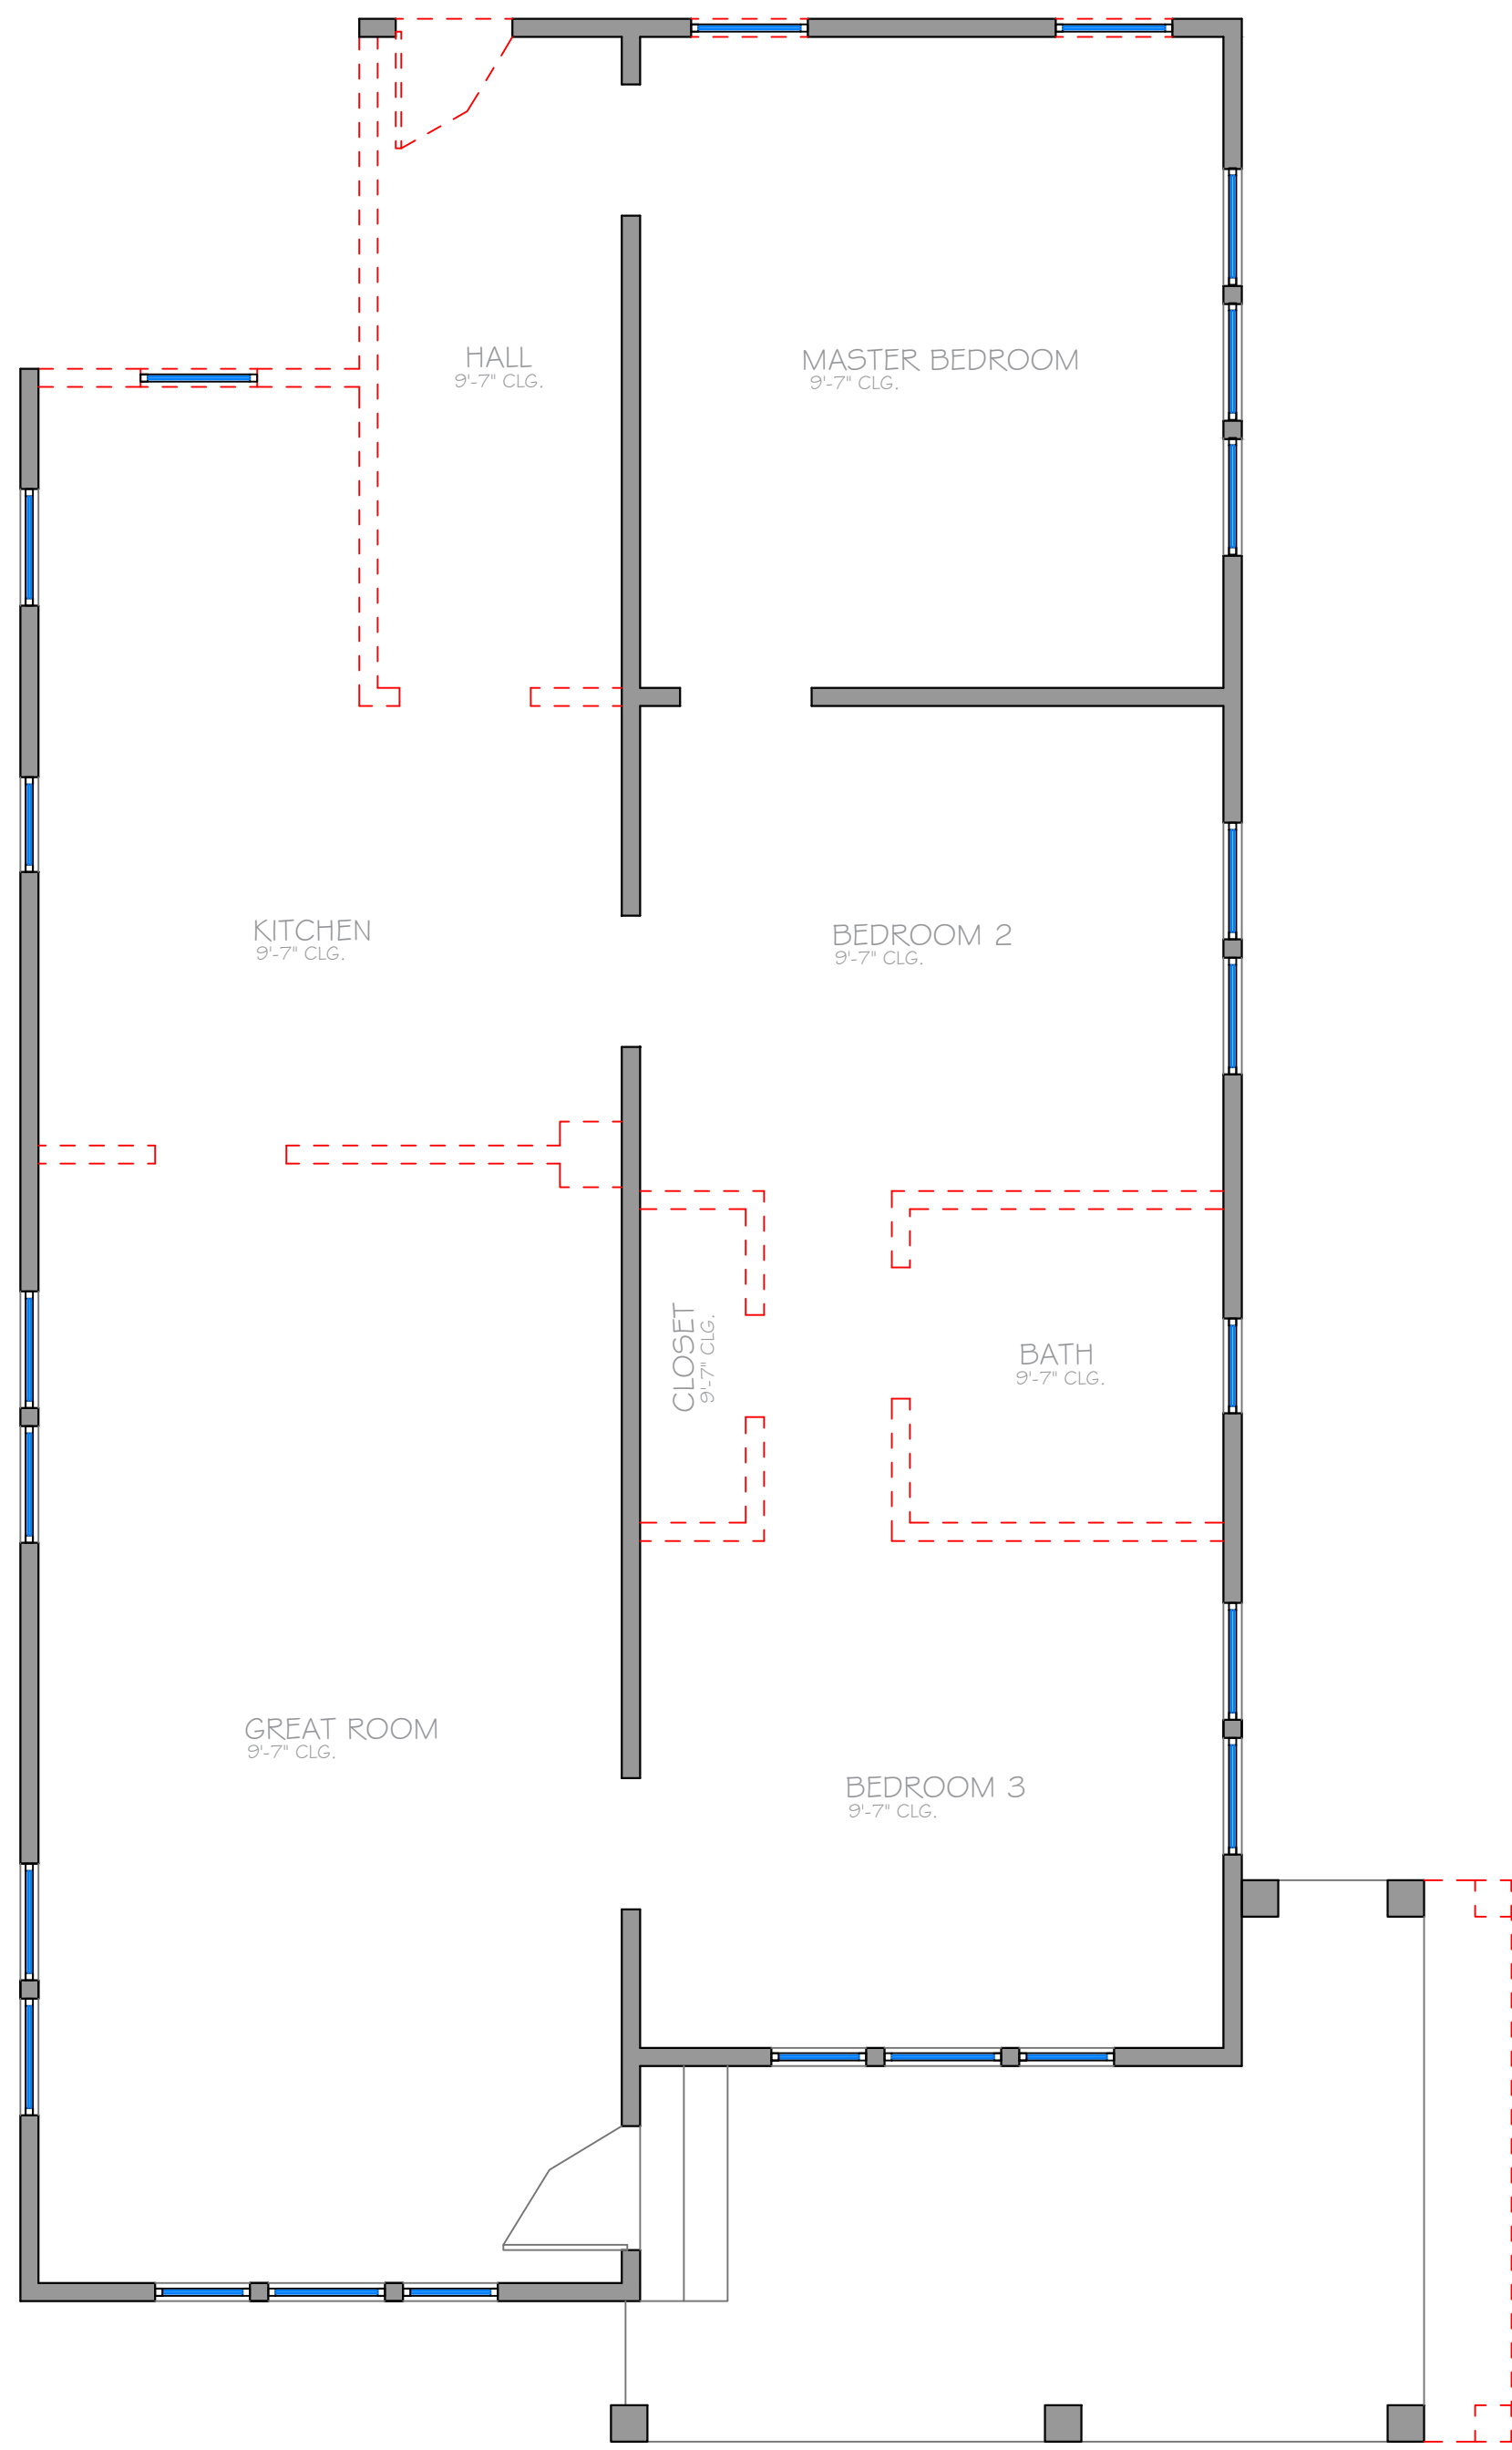 HALL
9'-7" CLG.
MASTER BEDROOM
9'-7" CLG.
KITCHEN
9'-7" CLG.
BEDROOM 2
9'-7" CLG.
CLOSET
9'-7" CLG.
BATH
9'-7" CLG.
GREAT ROOM
9'-7" CLG.
BEDROOM 3
9'-7" CLG.